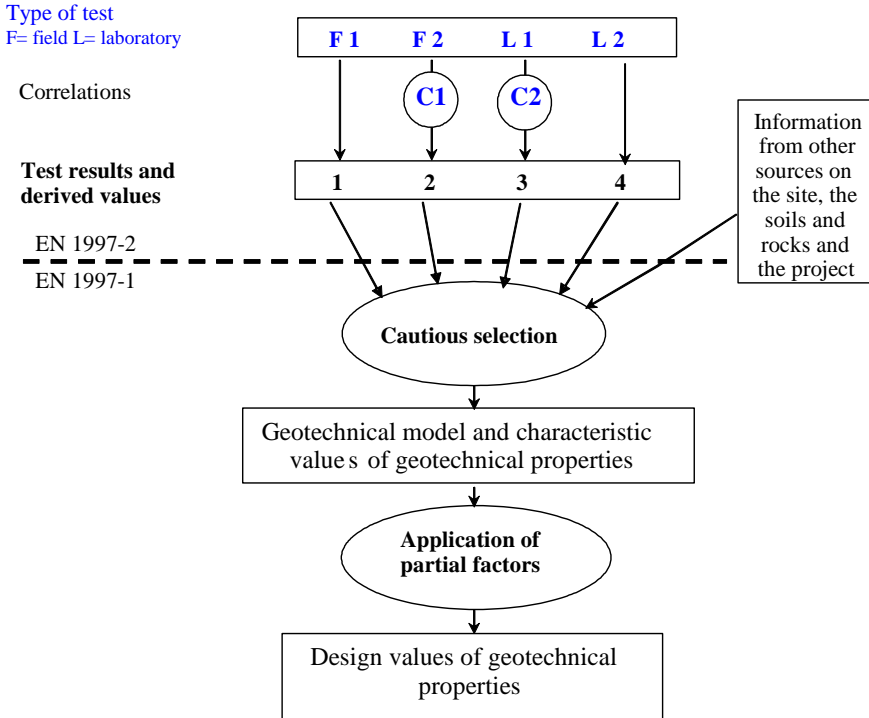 Type of test
F= field L= laboratory
F 1 F 2 L 1 L 2
Correlations
C1 C2
Information
from other
sources on
the site, the
soils and
rocks and
the project
Test results and
derived values
1 2 3 4
EN 1997-2
EN 1997-1
Cautious selection
Geotechnical model and characteristic
values of geotechnical properties
Application of
partial factors
Design values of geotechnical
properties